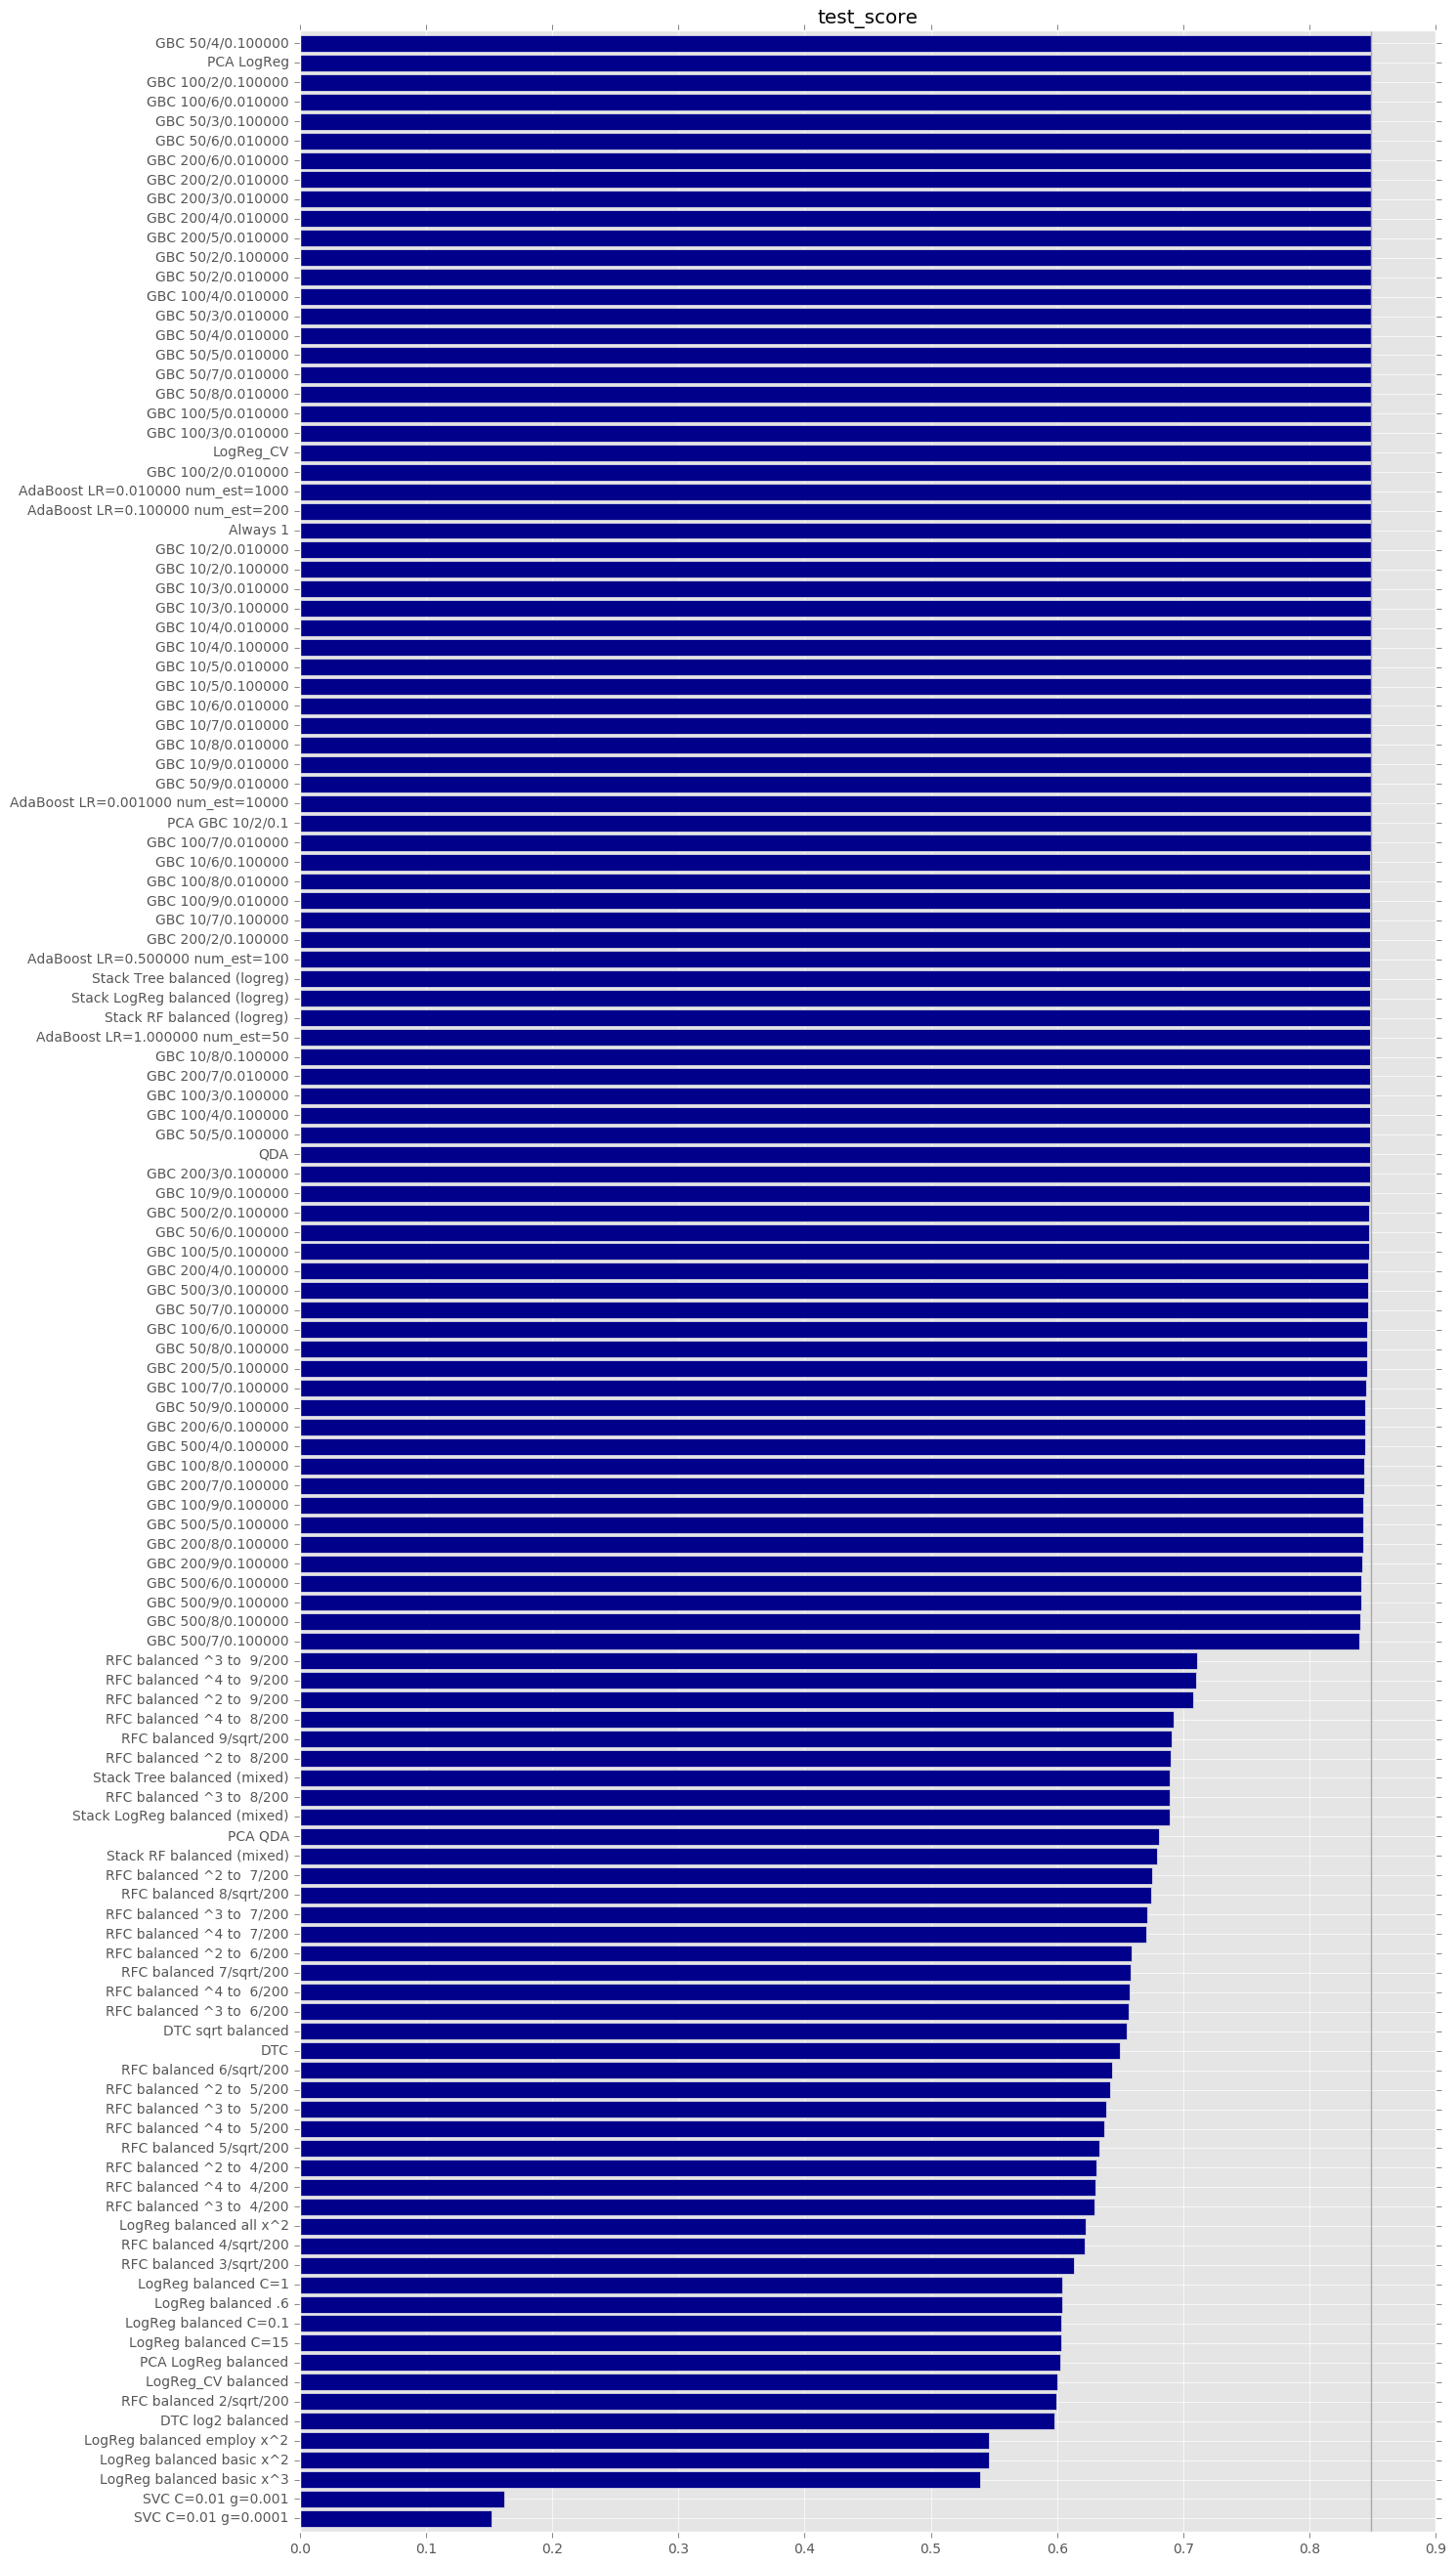 test_score
GBC 50/4/0.100000
PCA LogReg
GBC 100/2/0.100000
GBC 100/6/0.010000
GBC 50/3/0.100000
GBC 50/6/0.010000
GBC 200/6/0.010000
GBC 200/2/0.010000
GBC 200/3/0.010000
GBC 200/4/0.010000
GBC 200/5/0.010000
GBC 50/2/0.100000
GBC 50/2/0.010000
GBC 100/4/0.010000
GBC 50/3/0.010000
GBC 50/4/0.010000
GBC 50/5/0.010000
GBC 50/7/0.010000
GBC 50/8/0.010000
GBC 100/5/0.010000
GBC 100/3/0.010000
LogReg_CV
GBC 100/2/0.010000
AdaBoost LR=0.010000 num_est=1000
AdaBoost LR=0.100000 num_est=200
Always 1
GBC 10/2/0.010000
GBC 10/2/0.100000
GBC 10/3/0.010000
GBC 10/3/0.100000
GBC 10/4/0.010000
GBC 10/4/0.100000
GBC 10/5/0.010000
GBC 10/5/0.100000
GBC 10/6/0.010000
GBC 10/7/0.010000
GBC 10/8/0.010000
GBC 10/9/0.010000
GBC 50/9/0.010000
AdaBoost LR=0.001000 num_est=10000
PCA GBC 10/2/0.1
GBC 100/7/0.010000
GBC 10/6/0.100000
GBC 100/8/0.010000
GBC 100/9/0.010000
GBC 10/7/0.100000
GBC 200/2/0.100000
AdaBoost LR=0.500000 num_est=100
Stack Tree balanced (logreg)
Stack LogReg balanced (logreg)
Stack RF balanced (logreg)
AdaBoost LR=1.000000 num_est=50
GBC 10/8/0.100000
GBC 200/7/0.010000
GBC 100/3/0.100000
GBC 100/4/0.100000
GBC 50/5/0.100000
QDA
GBC 200/3/0.100000
GBC 10/9/0.100000
GBC 500/2/0.100000
GBC 50/6/0.100000
GBC 100/5/0.100000
GBC 200/4/0.100000
GBC 500/3/0.100000
GBC 50/7/0.100000
GBC 100/6/0.100000
GBC 50/8/0.100000
GBC 200/5/0.100000
GBC 100/7/0.100000
GBC 50/9/0.100000
GBC 200/6/0.100000
GBC 500/4/0.100000
GBC 100/8/0.100000
GBC 200/7/0.100000
GBC 100/9/0.100000
GBC 500/5/0.100000
GBC 200/8/0.100000
GBC 200/9/0.100000
GBC 500/6/0.100000
GBC 500/9/0.100000
GBC 500/8/0.100000
GBC 500/7/0.100000
RFC balanced ^3 to  9/200
RFC balanced ^4 to  9/200
RFC balanced ^2 to  9/200
RFC balanced ^4 to  8/200
RFC balanced 9/sqrt/200
RFC balanced ^2 to  8/200
Stack Tree balanced (mixed)
RFC balanced ^3 to  8/200
Stack LogReg balanced (mixed)
PCA QDA
Stack RF balanced (mixed)
RFC balanced ^2 to  7/200
RFC balanced 8/sqrt/200
RFC balanced ^3 to  7/200
RFC balanced ^4 to  7/200
RFC balanced ^2 to  6/200
RFC balanced 7/sqrt/200
RFC balanced ^4 to  6/200
RFC balanced ^3 to  6/200
DTC sqrt balanced
DTC
RFC balanced 6/sqrt/200
RFC balanced ^2 to  5/200
RFC balanced ^3 to  5/200
RFC balanced ^4 to  5/200
RFC balanced 5/sqrt/200
RFC balanced ^2 to  4/200
RFC balanced ^4 to  4/200
RFC balanced ^3 to  4/200
LogReg balanced all x^2
RFC balanced 4/sqrt/200
RFC balanced 3/sqrt/200
LogReg balanced C=1
LogReg balanced .6
LogReg balanced C=0.1
LogReg balanced C=15
PCA LogReg balanced
LogReg_CV balanced
RFC balanced 2/sqrt/200
DTC log2 balanced
LogReg balanced employ x^2
LogReg balanced basic x^2
LogReg balanced basic x^3
SVC C=0.01 g=0.001
SVC C=0.01 g=0.0001
0.0 0.1 0.2 0.3 0.4 0.5 0.6 0.7 0.8 0.9